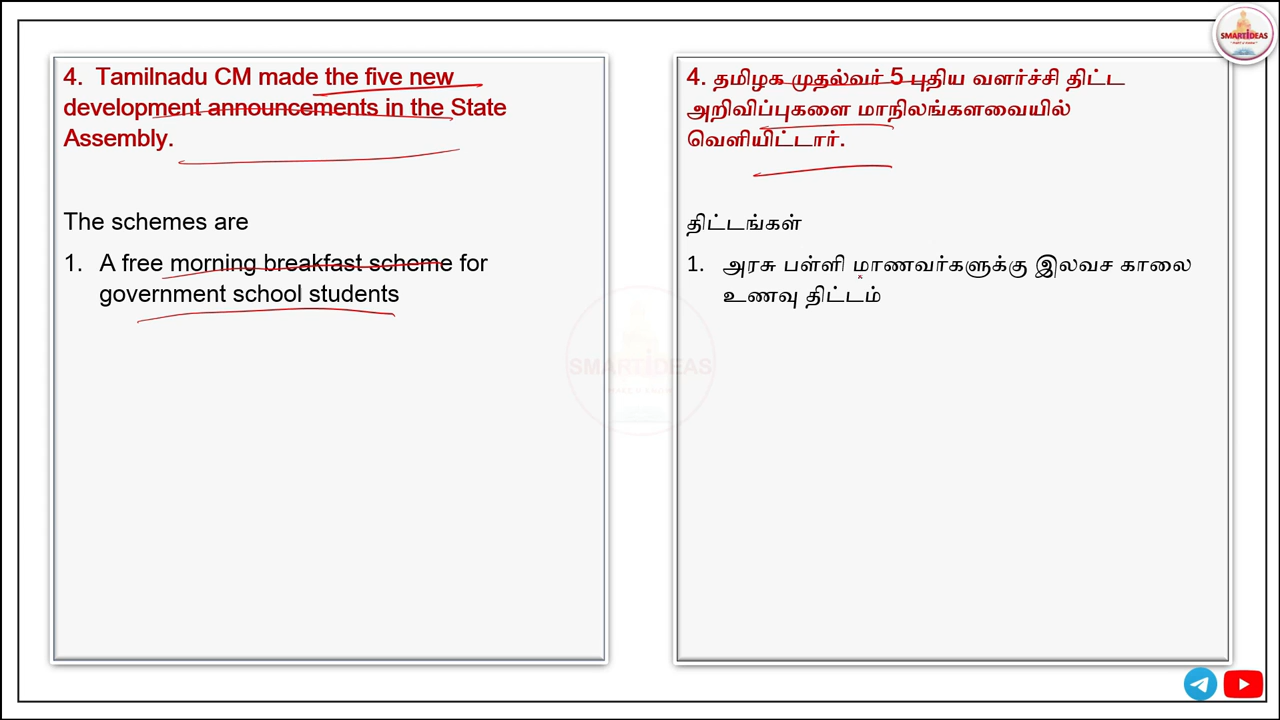 SMARTIDEAS
4. Tamilnadu CM made the five new
development announcements in the State
Assembly.
The schemes are
1. A free morning breakfast scheme for
government school students
4. தமிழக முதல்வர் 5 புதிய வளர்ச்சி திட்ட
அறிவிப்புகளை மாநிலங்களவையில்
வெளியிட்டார்.
திட்டங்கள்
1. அரசு பள்ளி மாணவர்களுக்கு இலவச காலை
உணவு திட்டம்
SMARTIDEAS